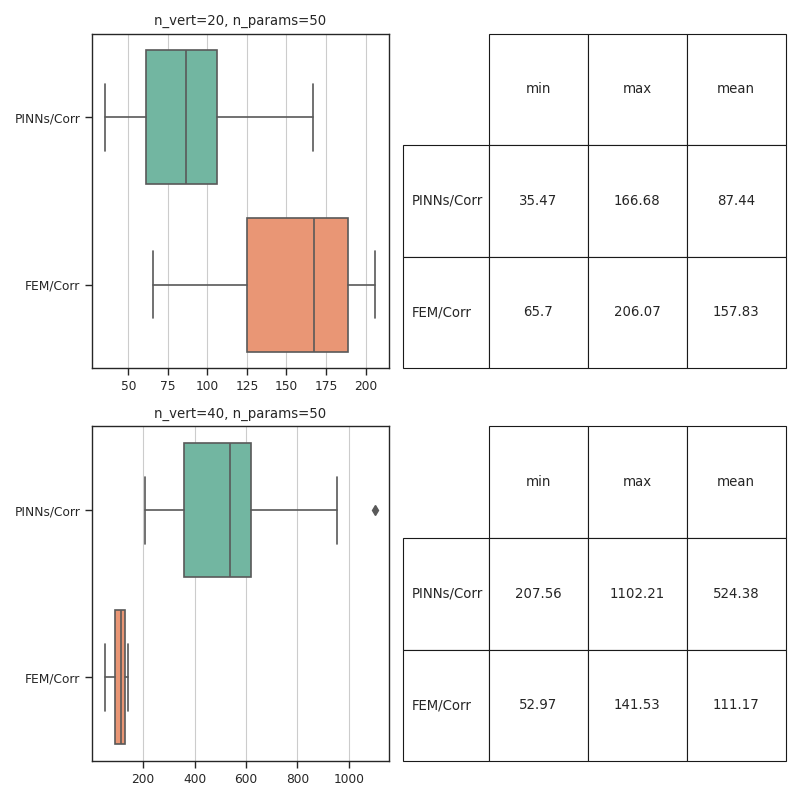 n_vert=20, n_params=50
PINNs/Corr
FEM/Corr
50 75 100 125 150 175 200
min max mean
PINNs/Corr 35.47 166.68 87.44
FEM/Corr 65.7 206.07 157.83
n_vert=40, n_params=50
PINNs/Corr
FEM/Corr
200 400 600 800 1000
min max mean
PINNs/Corr 207.56 1102.21 524.38
FEM/Corr 52.97 141.53 111.17